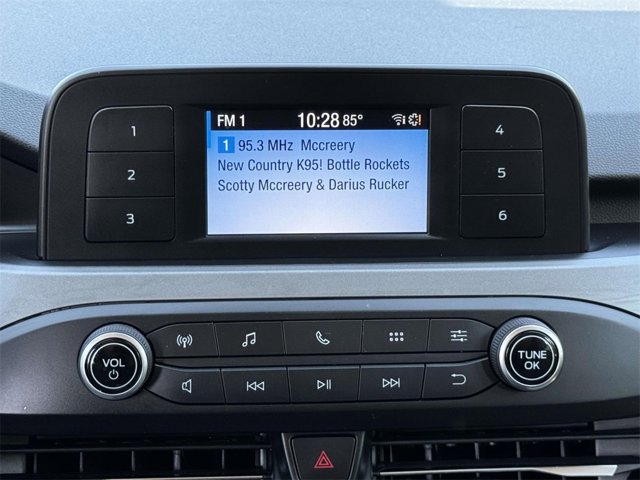 FM 1 10:28 85°
1 95.3 MHz Mccreery
New Country K95! Bottle Rockets
Scotty Mccreery & Darius Rucker
1
2
3
4
5
6
VOL
TUNE
OK